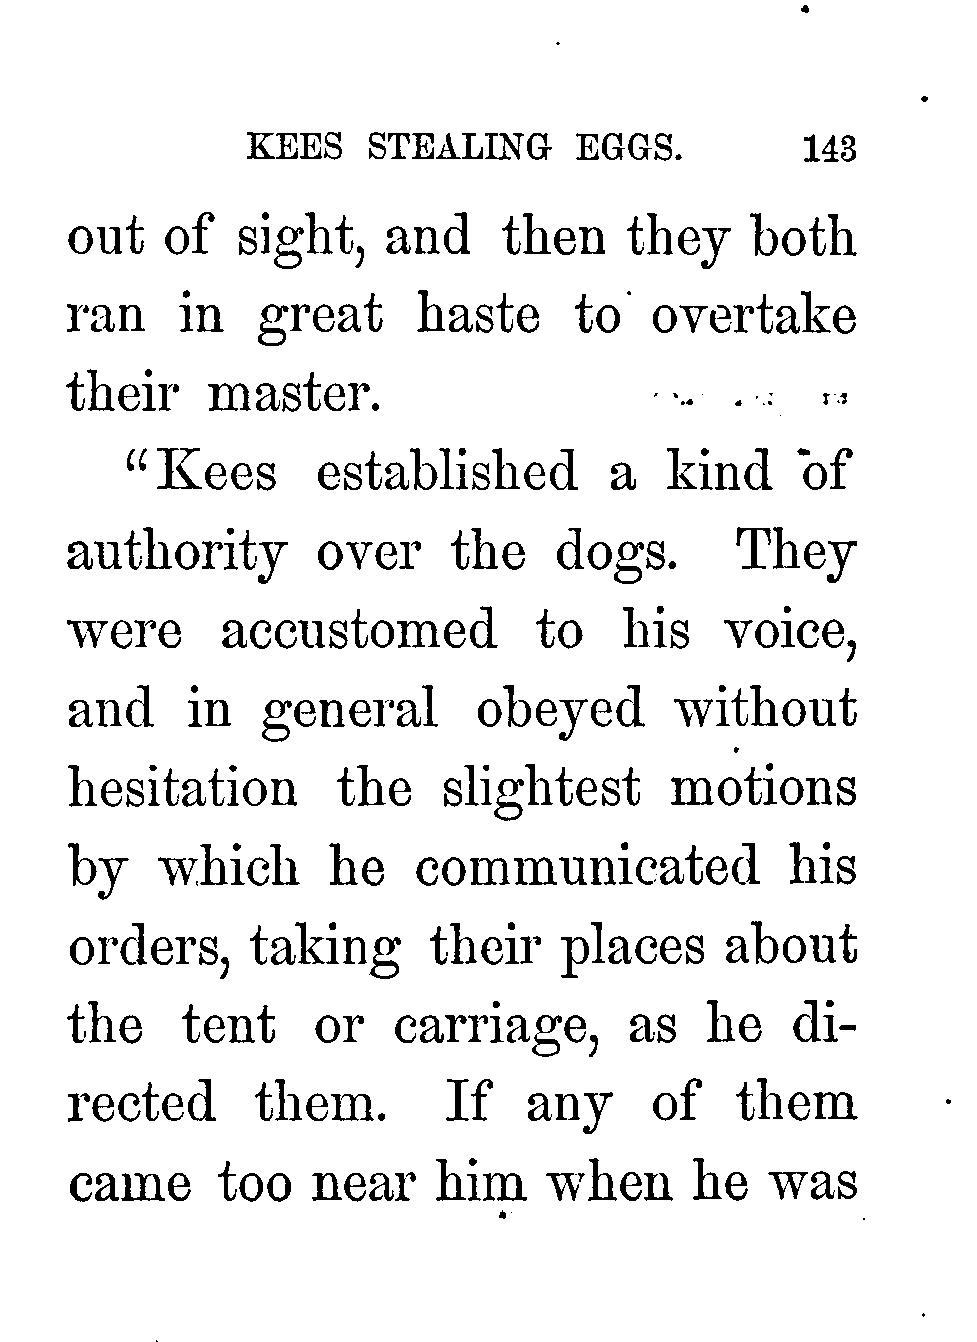 KEES STEALING EGGS. 143
out of sight, and then they both
ran in great haste to overtake
their master.
"Kees established a kind of
authority over the dogs. They
were accustomed to his voice,
and in general obeyed without
hesitation the slightest motions
by which he communicated his
orders, taking their places about
the tent or carriage, as he di-
rected them. If any of them
came too near him when he was